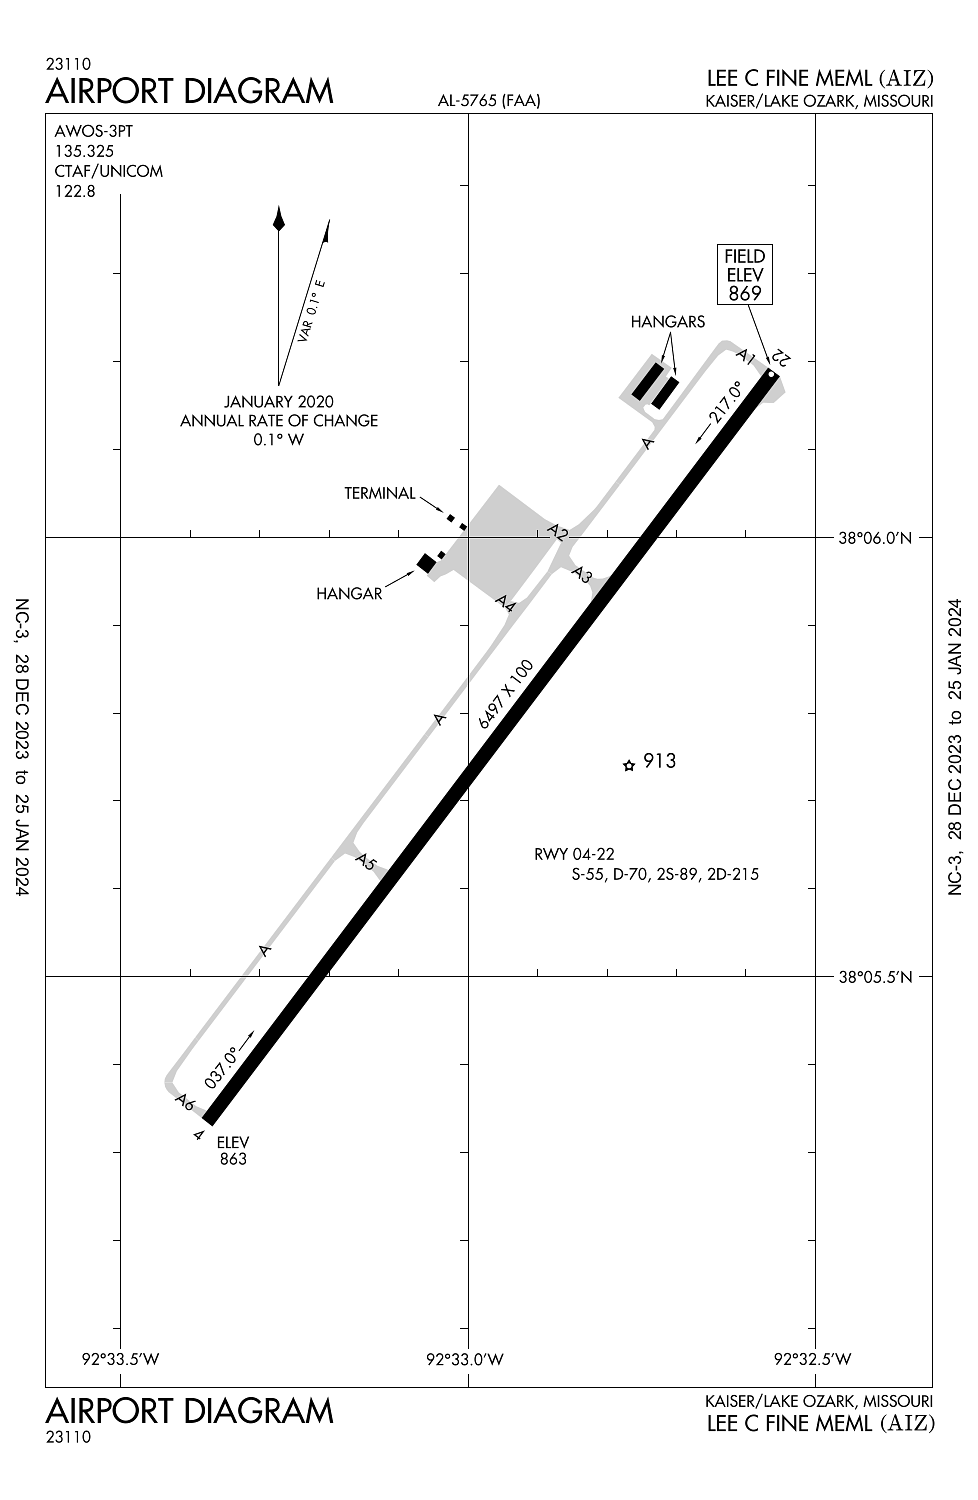 23110
AIRPORT DIAGRAM
AL-5765 (FAA)
LEE C FINE MEML (AIZ)
KAISER/LAKE OZARK, MISSOURI
AWOS-3PT
135.325
CTAF/UNICOM
122.8
VAR 0.1° E
JANUARY 2020
ANNUAL RATE OF CHANGE
0.1° W
FIELD
ELEV
869
HANGARS
A1
22
217.0°
A
TERMINAL
A2
38°06.0'N
HANGAR
A3
A4
6497 X 100
A
913
RWY 04-22
S-55, D-70, 2S-89, 2D-215
A5
A
38°05.5'N
037.0°
A6
4
ELEV
863
92°33.5'W
92°33.0'W
92°32.5'W
NC-3, 28 DEC 2023 to 25 JAN 2024
NC-3, 28 DEC 2023 to 25 JAN 2024
AIRPORT DIAGRAM
23110
KAISER/LAKE OZARK, MISSOURI
LEE C FINE MEML (AIZ)